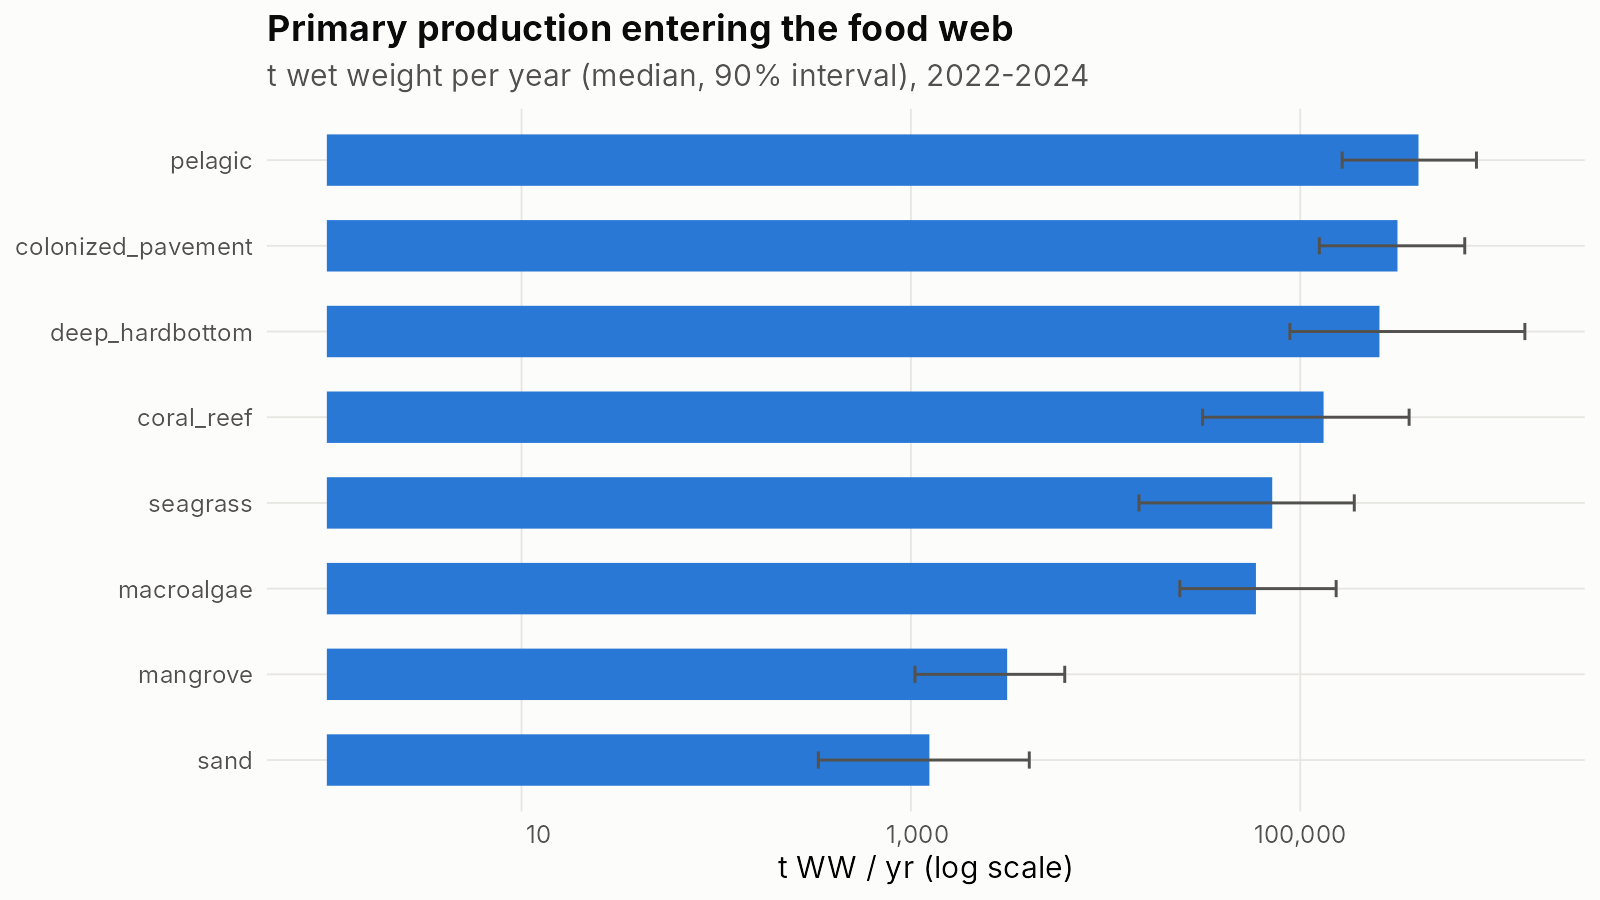 Primary production entering the food web
t wet weight per year (median, 90% interval), 2022-2024
pelagic
colonized_pavement
deep_hardbottom
coral_reef
seagrass
macroalgae
mangrove
sand
10 1,000 100,000
t WW / yr (log scale)